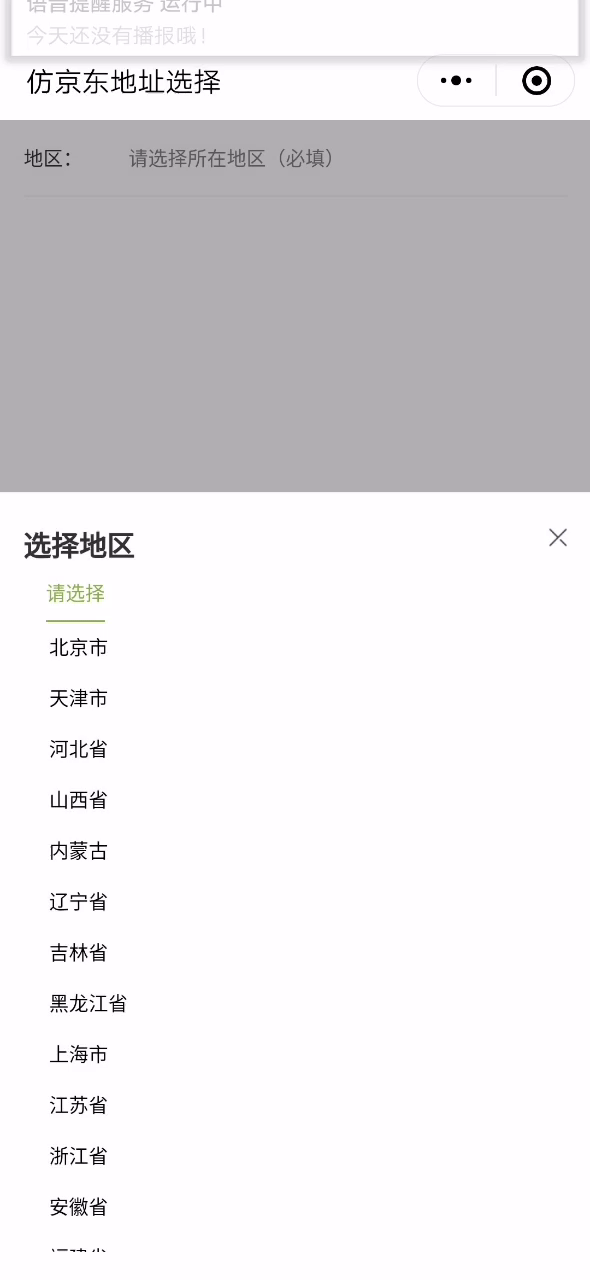 语音提醒服务 运行中
今天还没有播报哦！
仿京东地址选择
地区：
请选择所在地区（必填）
选择地区
请选择
北京市
天津市
河北省
山西省
内蒙古
辽宁省
吉林省
黑龙江省
上海市
江苏省
浙江省
安徽省